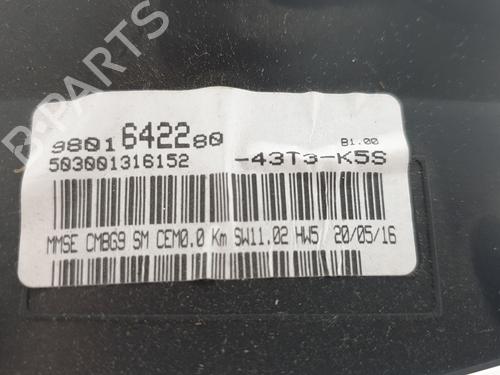 9801642280
B1.00
503001316152
-43T3-K5S
MMSE CMBG9 SM CEM0.0 Km SW11.02 HW5 20/05/16
B-PARTS